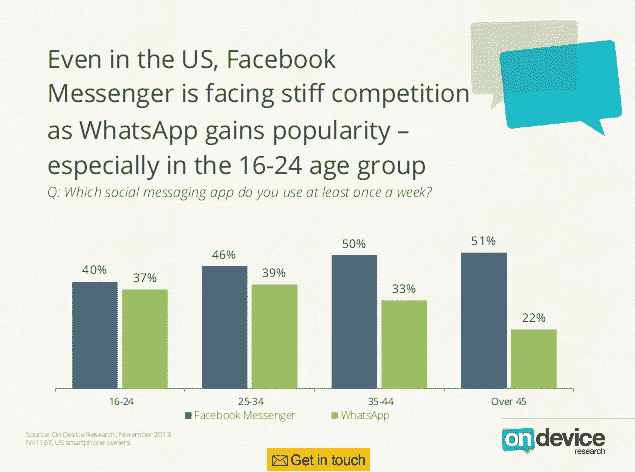 Even in the US, Facebook
Messenger is facing stiff competition
as WhatsApp gains popularity –
especially in the 16-24 age group
Q: Which social messaging app do you use at least once a week?
40%
37%
46%
39%
50%
33%
51%
22%
16-24
25-34
35-44
Over 45
Facebook Messenger
WhatsApp
Source: On Device Research, November 2013
N=1167, US smartphone owners
ondevice
research
Get in touch